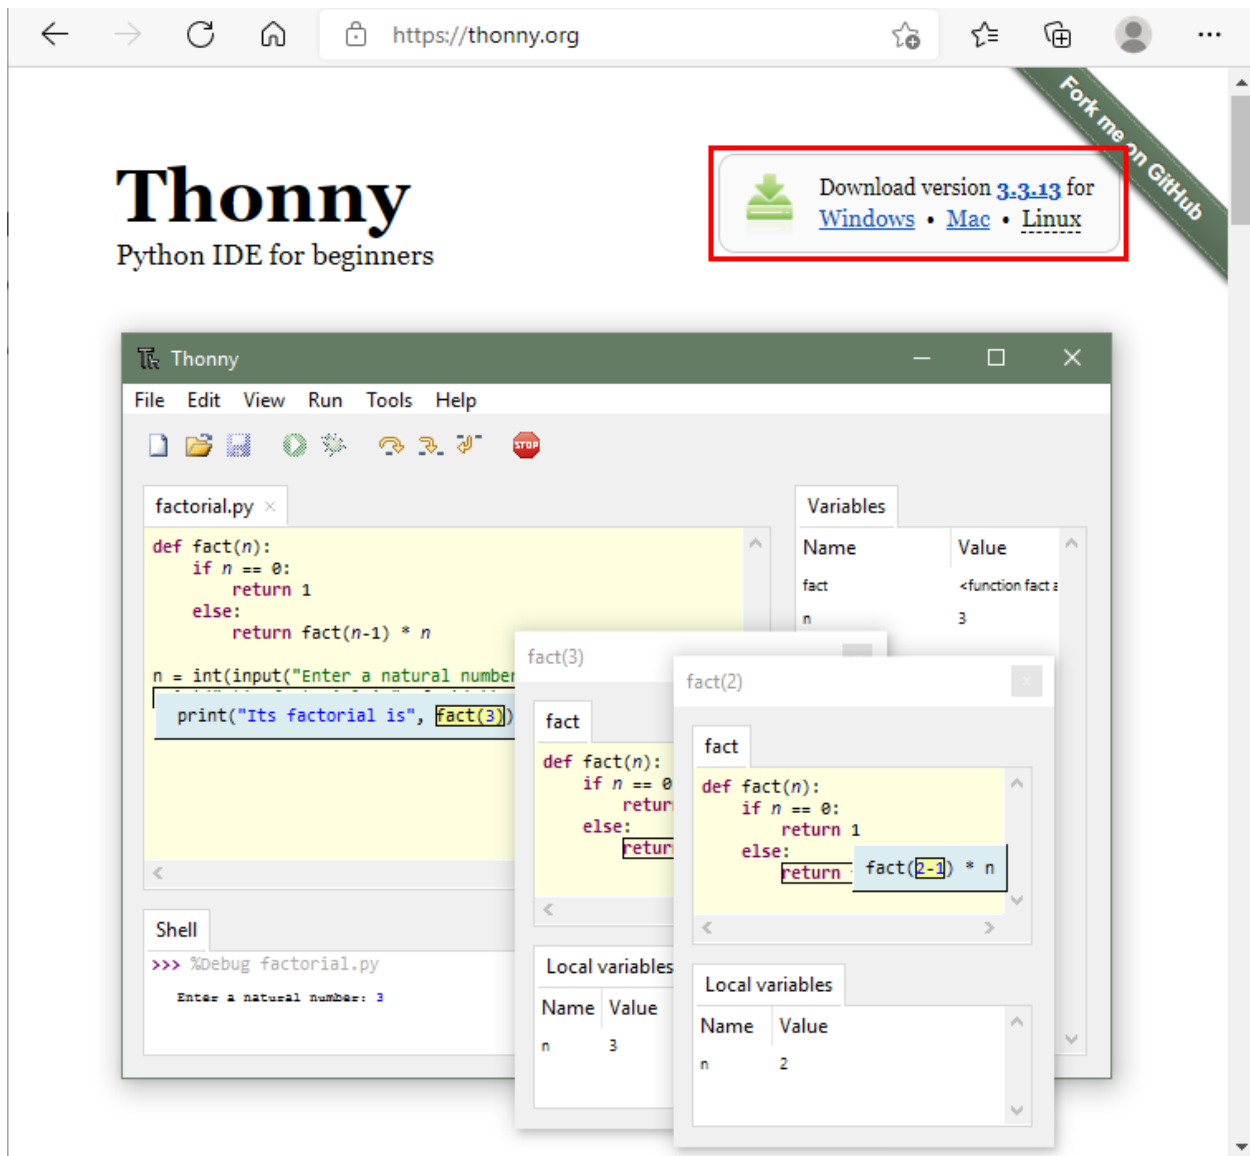 https://thonny.org
Fork me on GitHub
Thonny
Python IDE for beginners
Download version 3.3.13 for
Windows • Mac • Linux
Th Thonny
File Edit View Run Tools Help
STOP
factorial.py
def fact(n):
if n == 0:
return 1
else:
return fact(n-1) * n
n = int(input("Enter a natural number
print("Its factorial is", fact(3))
Variables
Name Value
fact <function fact a
n 3
Shell
>>> %Debug factorial.py
Enter a natural number: 3
fact(3)
fact
def fact(n):
if n == 0
retur
else:
retur
Local variables
Name Value
n 3
fact(2)
x
fact
def fact(n):
if n == 0:
return 1
else:
return
fact(2-1) * n
Local variables
Name Value
n 2